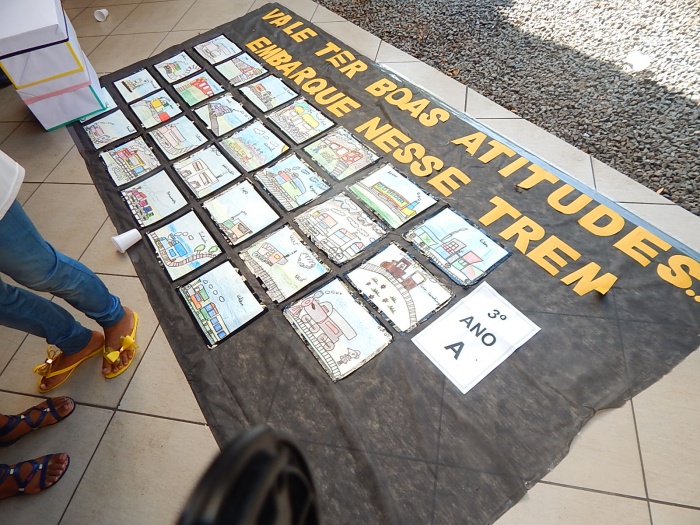 VALE TER BOAS ATITUDES.
EMBARQUE NESSE TREM
3º
ANO
A